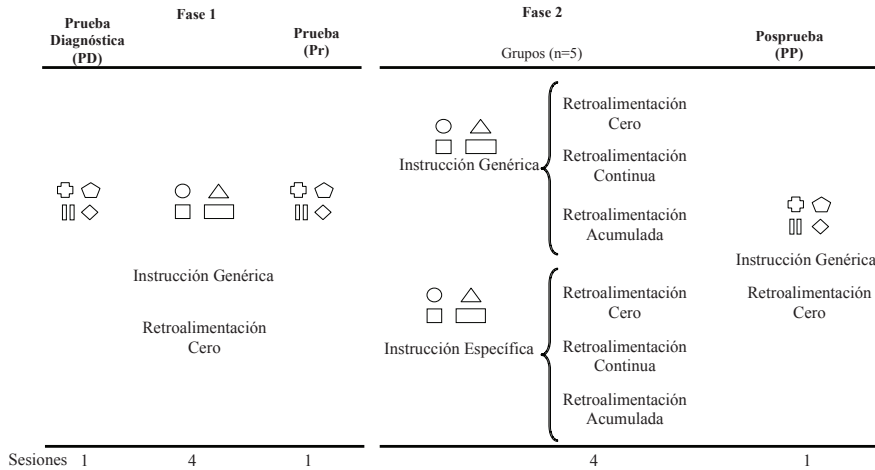 Prueba
Diagnóstica
(PD)
Fase 1
Prueba
(Pr)
Fase 2
Grupos (n=5)
Posprueba
(PP)
Instrucción Genérica
Retroalimentación
Cero
Instrucción Genérica
Retroalimentación
Cero
Retroalimentación
Continua
Retroalimentación
Acumulada
Instrucción Específica
Retroalimentación
Cero
Retroalimentación
Continua
Retroalimentación
Acumulada
Instrucción Genérica
Retroalimentación
Cero
Sesiones 1 4 1 4 1